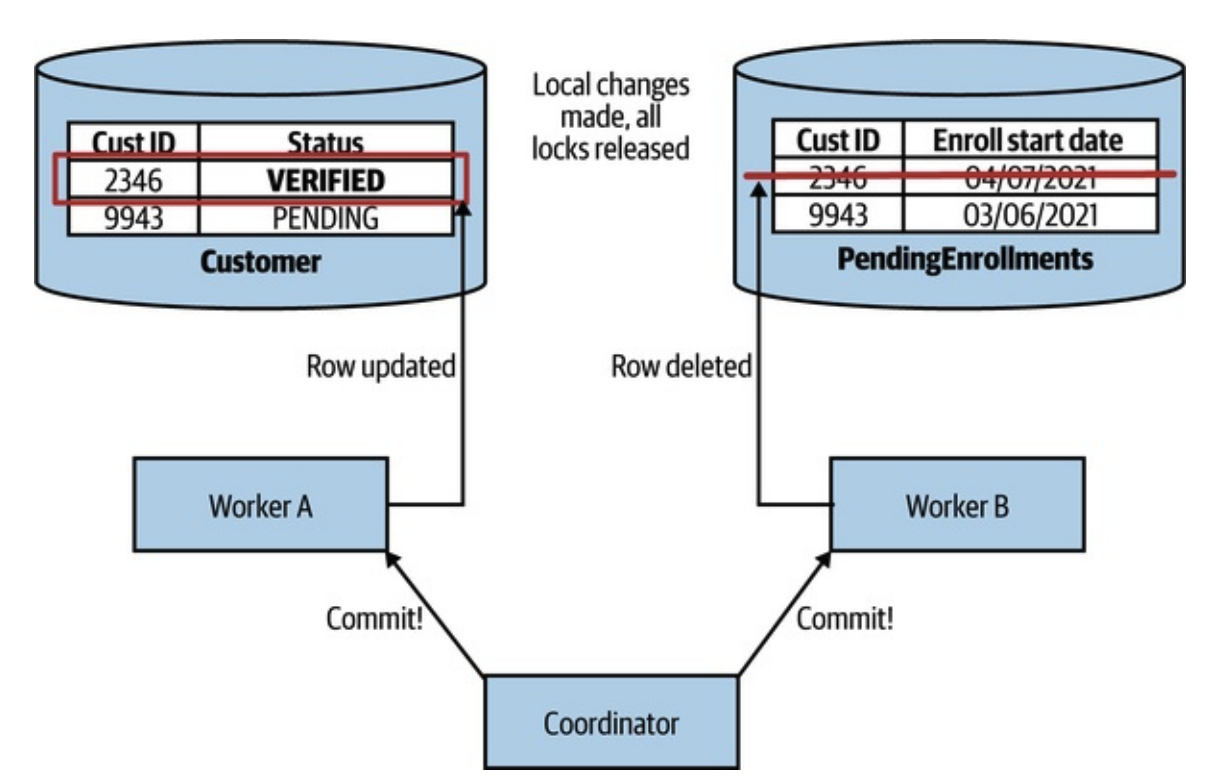 Local changes
made, all
locks released
Cust ID Status
2346 VERIFIED
9943 PENDING
Customer
Cust ID Enroll start date
2346 04/07/2021
9943 03/06/2021
PendingEnrollments
Row updated
Row deleted
Worker A
Worker B
Commit!
Commit!
Coordinator